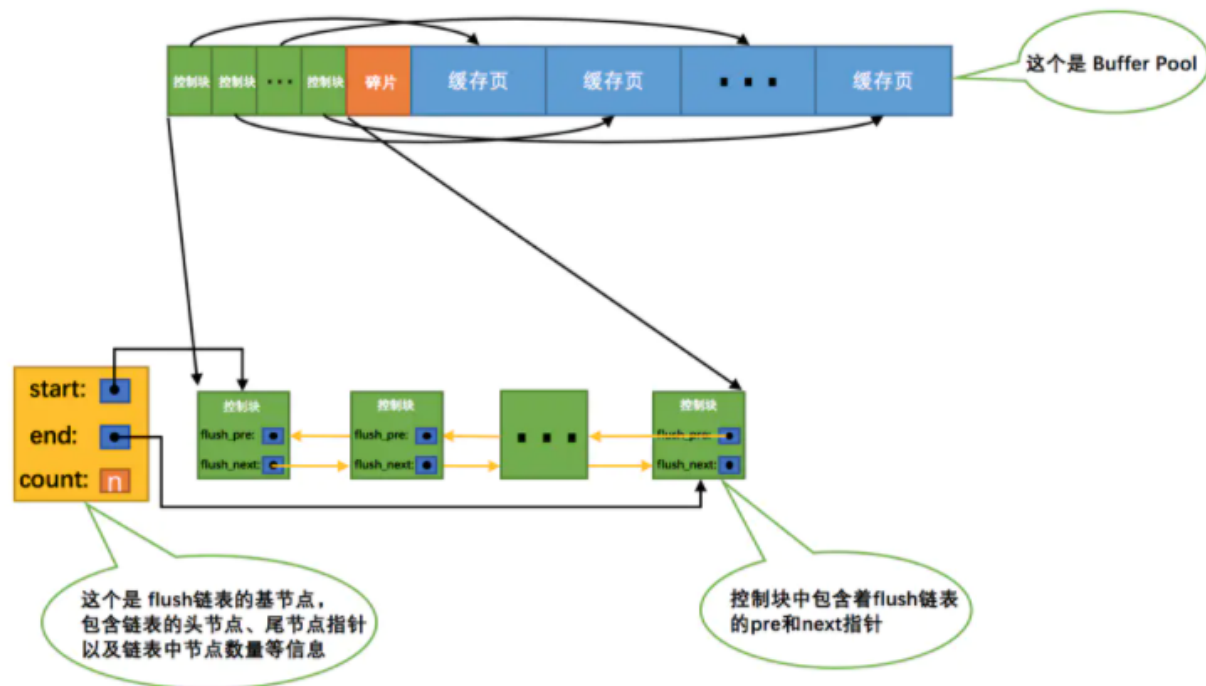 控制块 控制块 ··· 控制块 碎片 缓存页 缓存页 ··· 缓存页
这个是 Buffer Pool
start:
end:
count: n
控制块
flush_pre:
flush_next:
控制块
flush_pre:
flush_next:
···
控制块
flush_pre:
flush_next:
这个是 flush链表的基节点，
包含链表的头节点、尾节点指针
以及链表中节点数量等信息
控制块中包含着flush链表
的pre和next指针